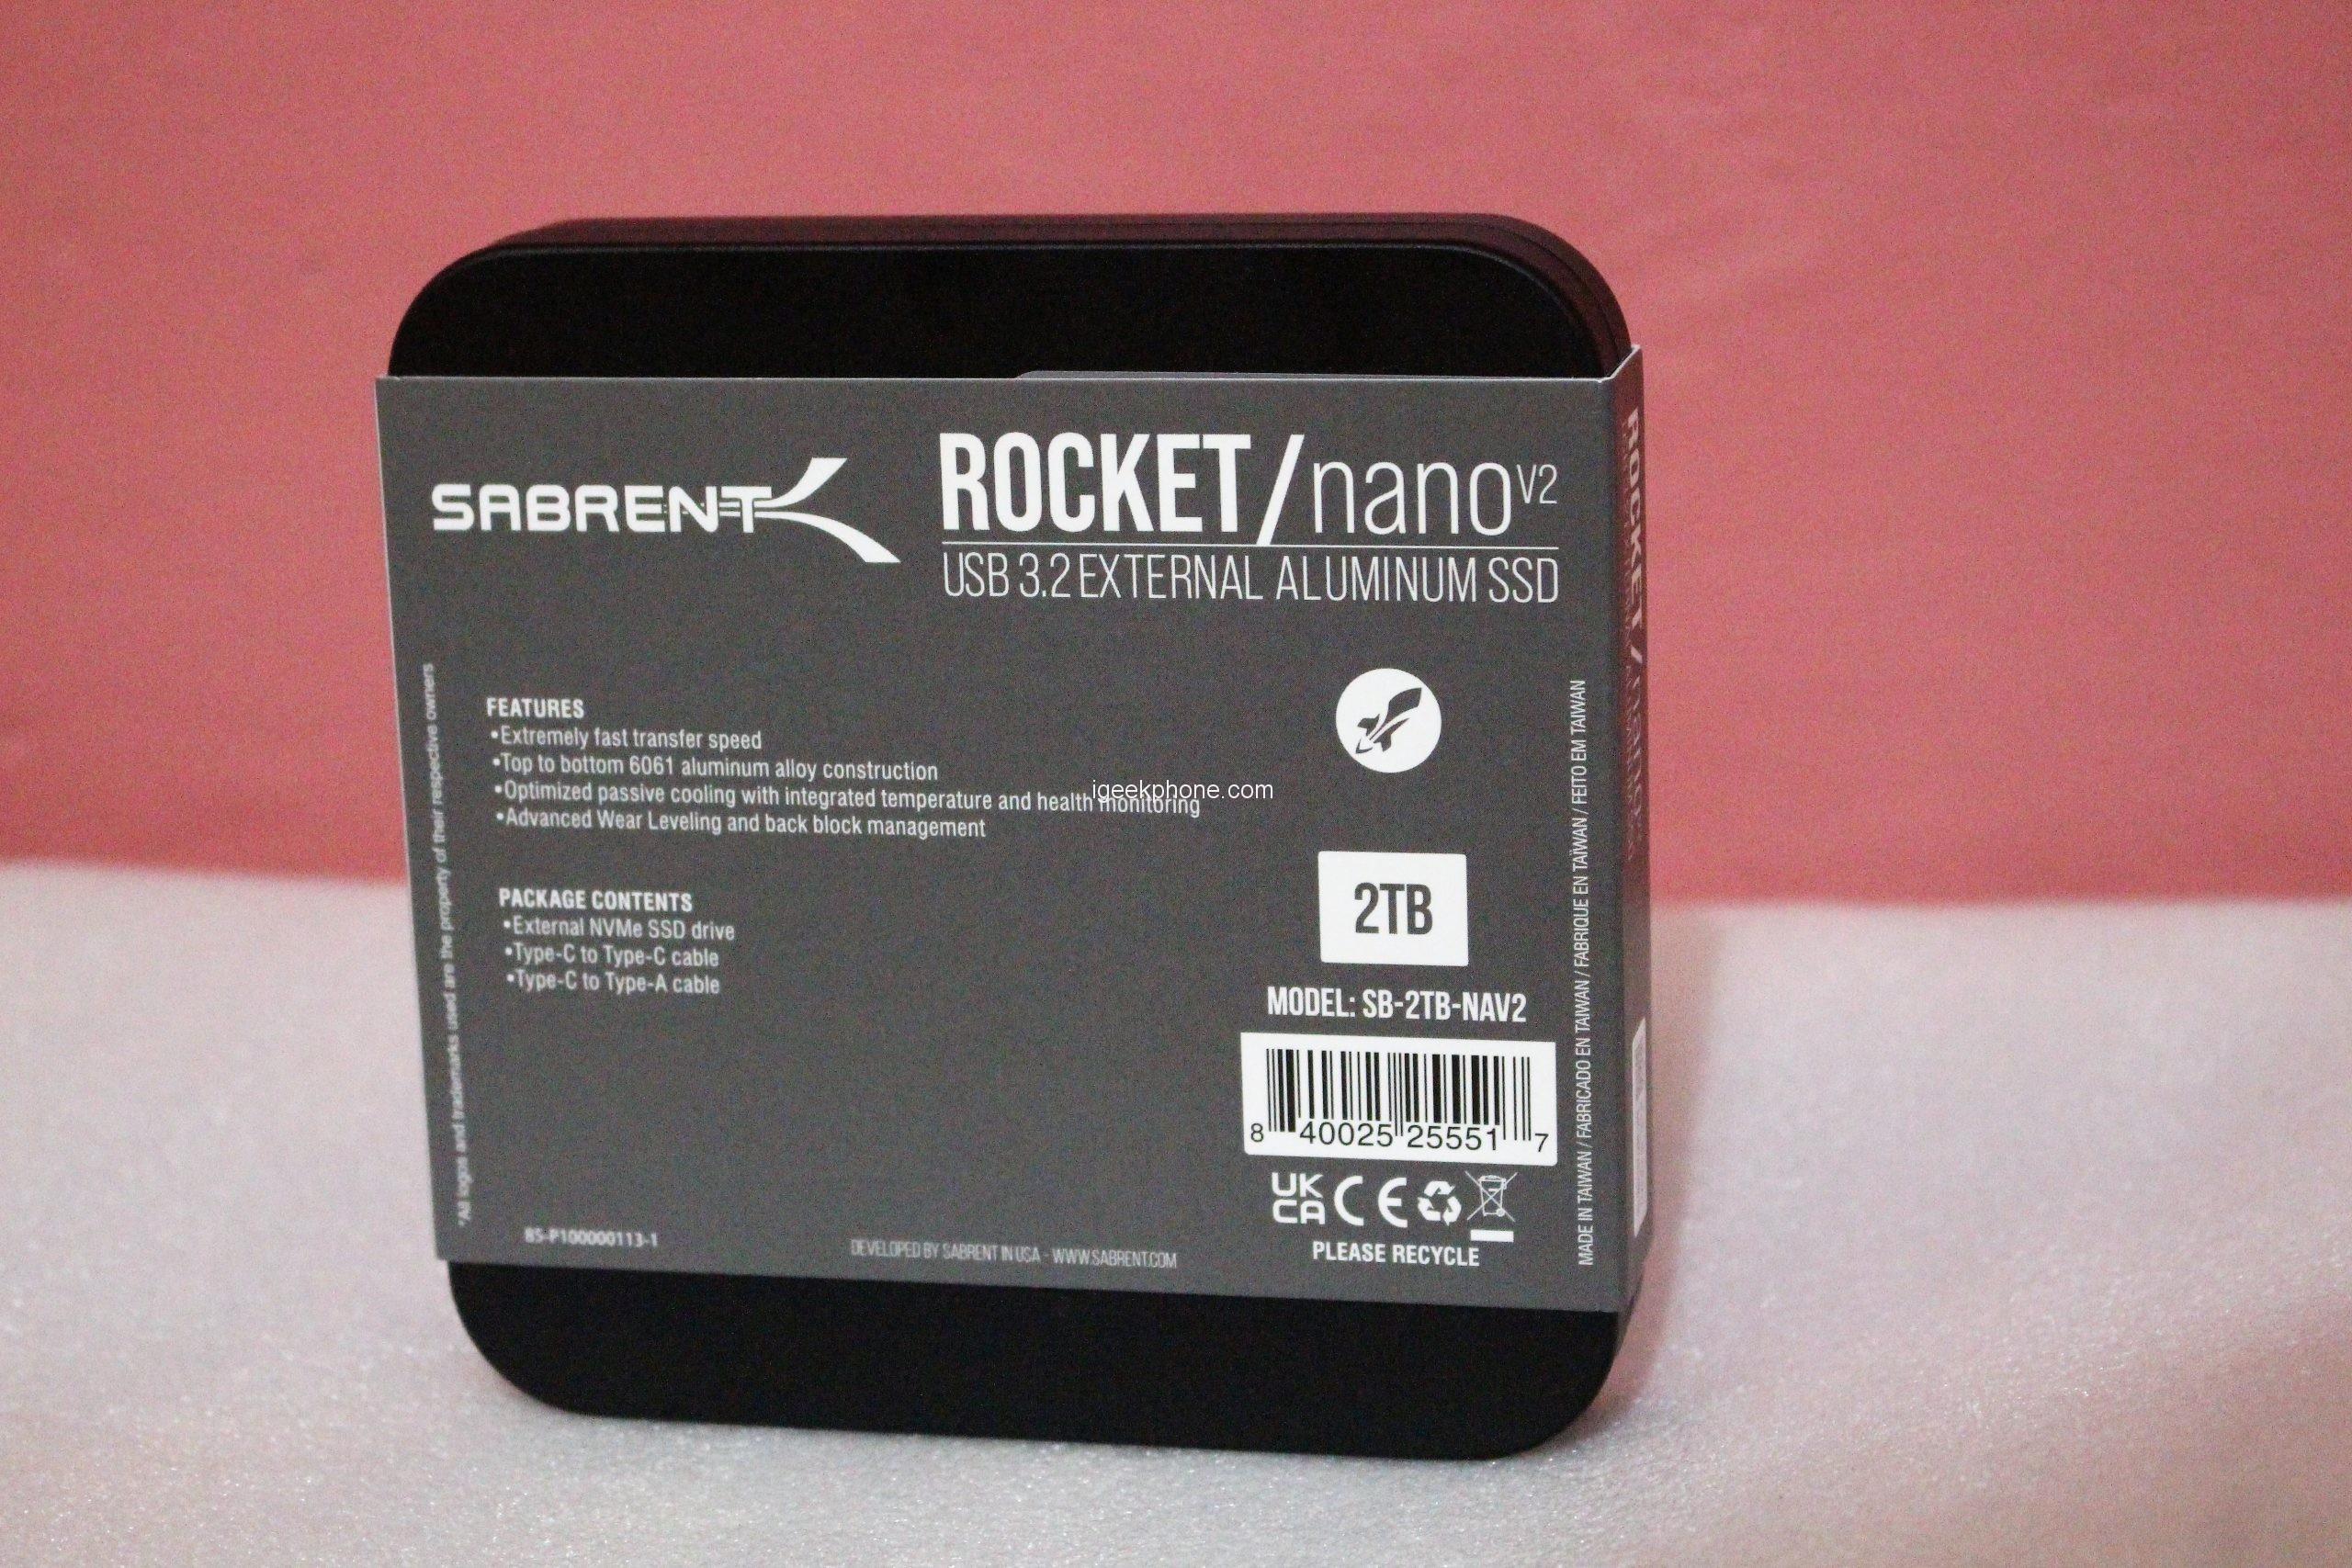 SABRENT
ROCKET/nano V2
USB 3.2 EXTERNAL ALUMINUM SSD
FEATURES
•Extremely fast transfer speed
•Top to bottom 6061 aluminum alloy construction
•Optimized passive cooling with integrated temperature and health monitoring
•Advanced Wear Leveling and back block management
igeekphone.com
PACKAGE CONTENTS
•External NVMe SSD drive
•Type-C to Type-C cable
•Type-C to Type-A cable
2TB
MODEL: SB-2TB-NAV2
8 40025 25551 7
UK CA CE
PLEASE RECYCLE
BS-P100000113-1
DEVELOPED BY SABRENT IN USA - WWW.SABRENT.COM
*All logos and trademarks used are the property of their respective owners
MADE IN TAIWAN / FABRICADO EN TAIWAN / FABRIQUE EN TAÏWAN / FEITO EM TAIWAN
ROCKET /